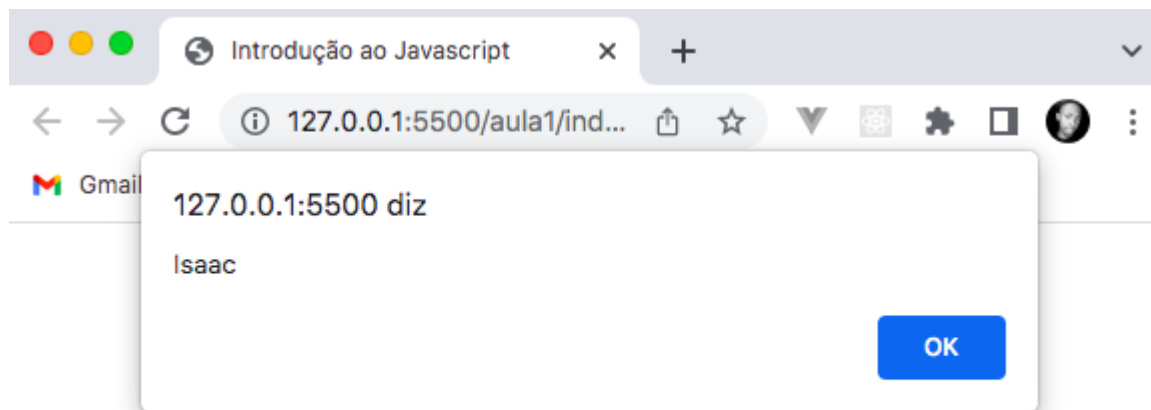 Introdução ao Javascript
127.0.0.1:5500/aula1/ind...
Gmail
127.0.0.1:5500 diz
Isaac
OK